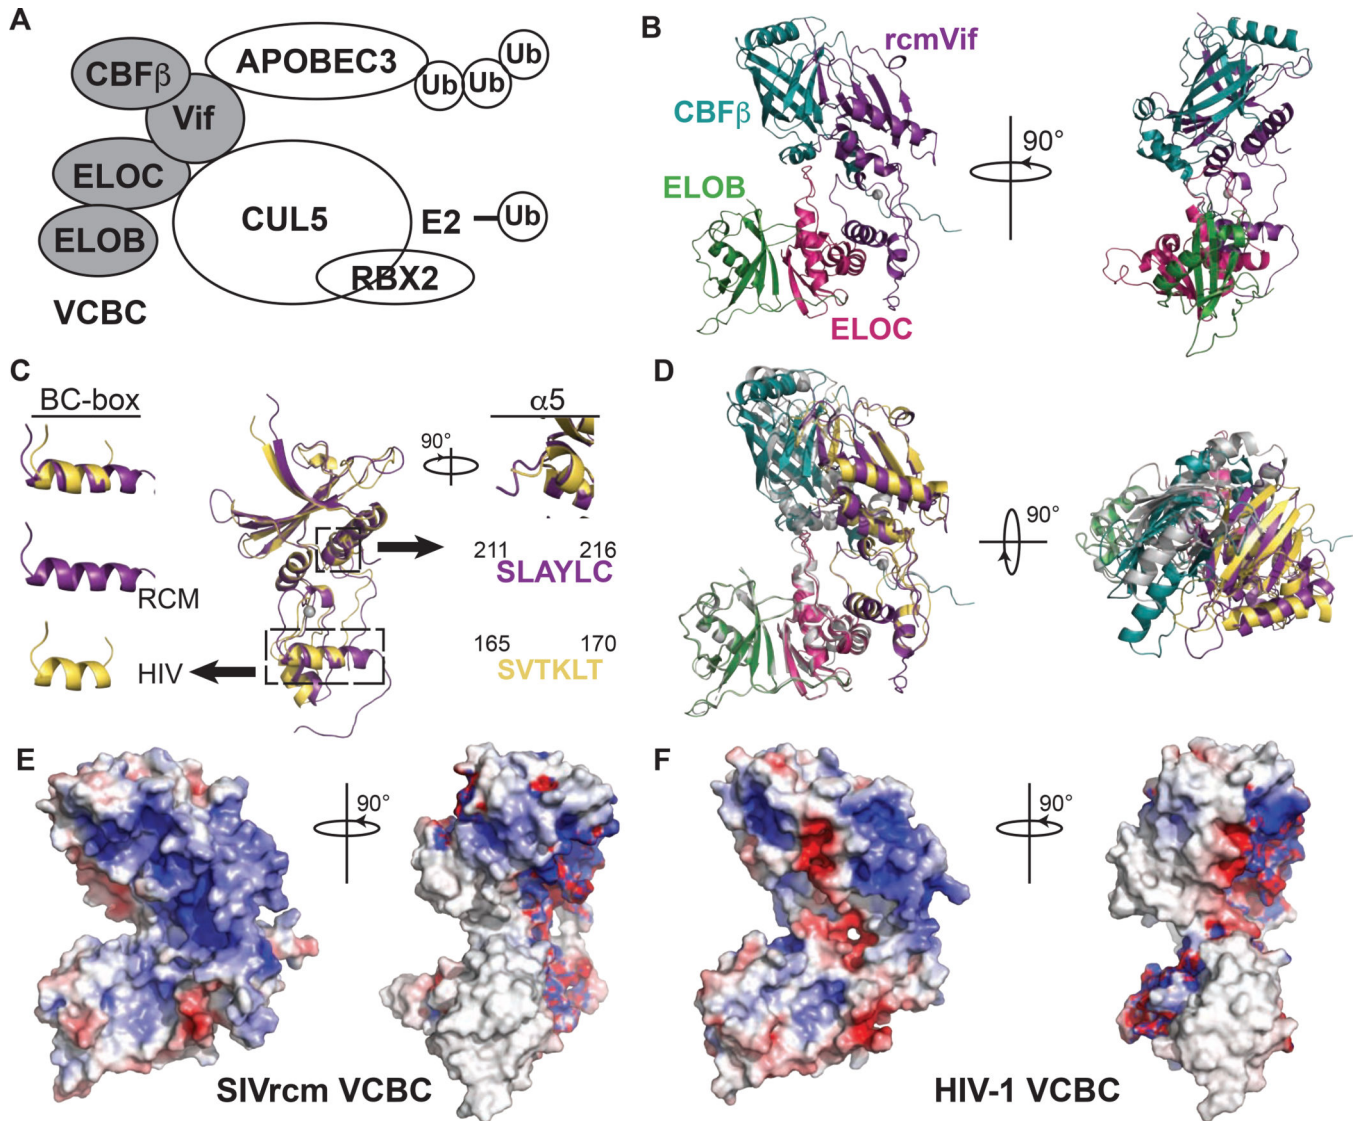 A
CBFβ
APOBEC3
Ub
Ub
Ub
Vif
ELOC
ELOB
CUL5
E2
Ub
RBX2
VCBC
B
rcmVif
CBFβ
ELOB
ELOC
90°
C
BC-box
RCM
HIV
90°
α5
211 216
SLAYLC
165 170
SVTKLT
D
90°
E
90°
SIVrcm VCBC
F
90°
HIV-1 VCBC